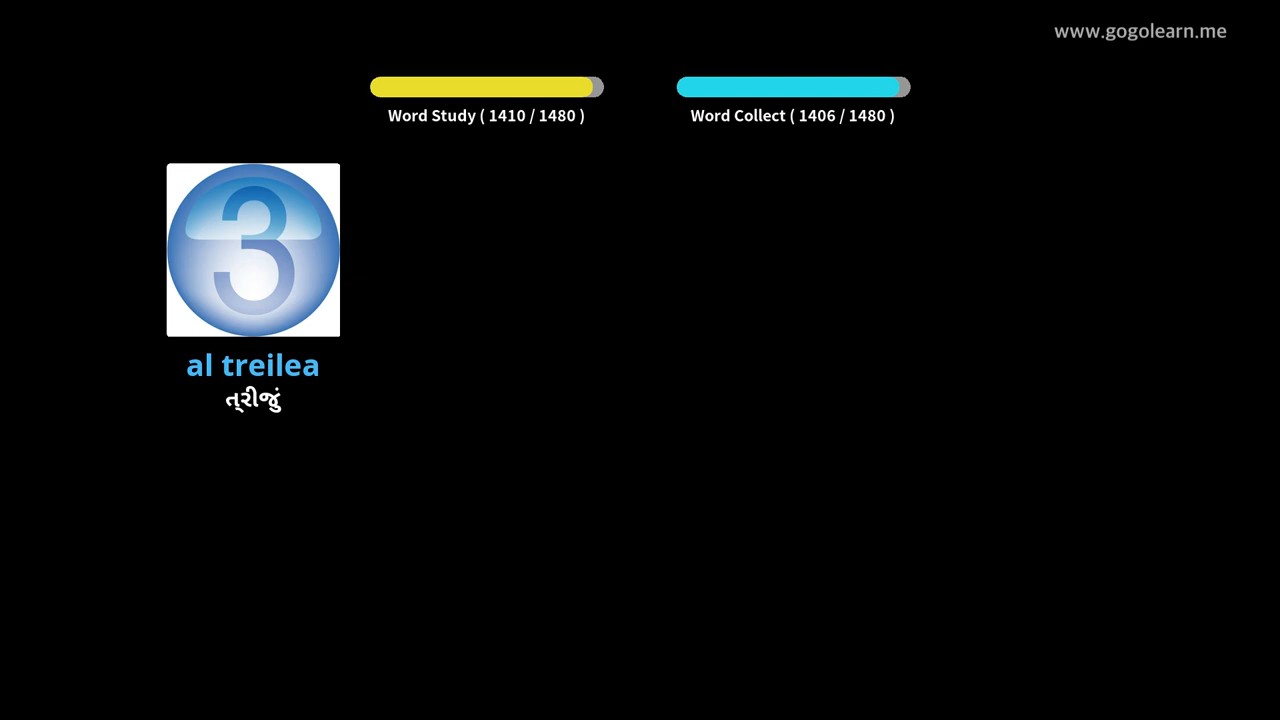 www.gogolearn.me
Word Study ( 1410 / 1480 )
Word Collect ( 1406 / 1480 )
3
al treilea
ત્રીજું